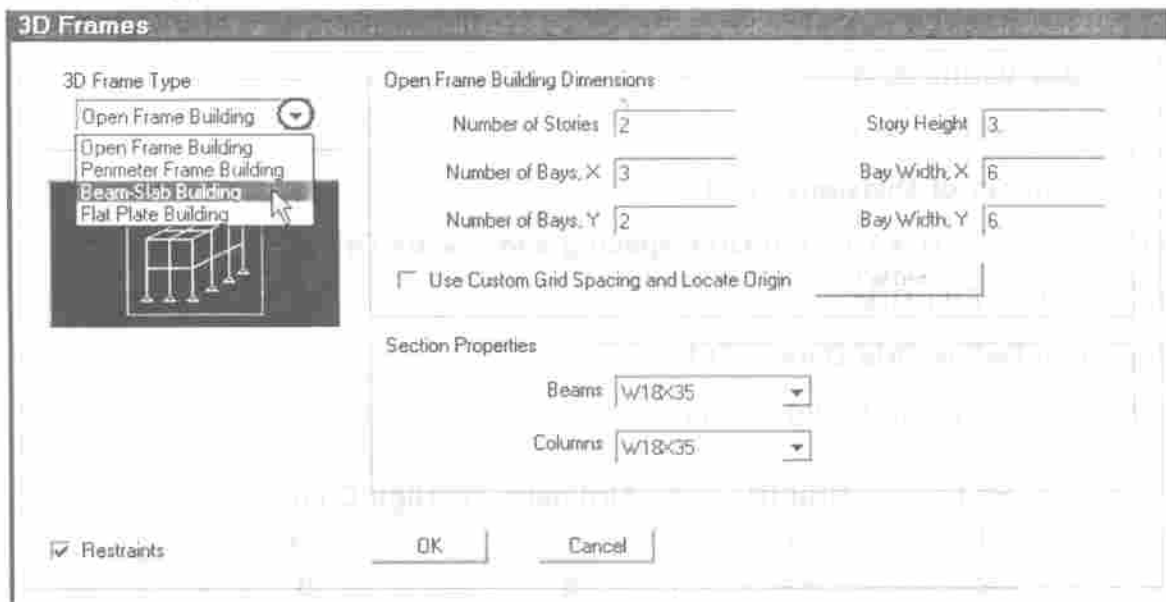 3D Frames
3D Frame Type
Open Frame Building
Open Frame Building
Perimeter Frame Building
Beam-Slab Building
Flat Plate Building
Open Frame Building Dimensions
Number of Stories 2
Story Height 3.
Number of Bays, X 3
Bay Width, X 6.
Number of Bays, Y 2
Bay Width, Y 6.
Use Custom Grid Spacing and Locate Origin
Section Properties
Beams W18X35
Columns W18X35
Restraints
OK
Cancel